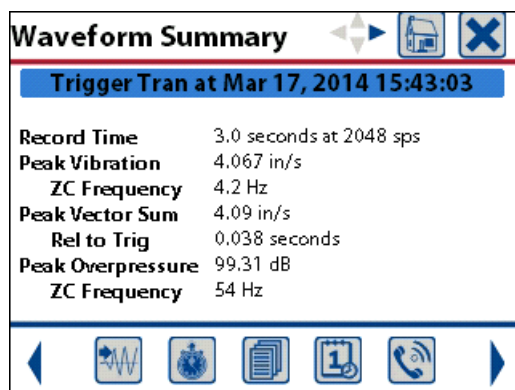 Waveform Summary
Trigger Tran at Mar 17, 2014 15:43:03
Record Time 3.0 seconds at 2048 sps
Peak Vibration 4.067 in/s
ZC Frequency 4.2 Hz
Peak Vector Sum 4.09 in/s
Rel to Trig 0.038 seconds
Peak Overpressure 99.31 dB
ZC Frequency 54 Hz
1